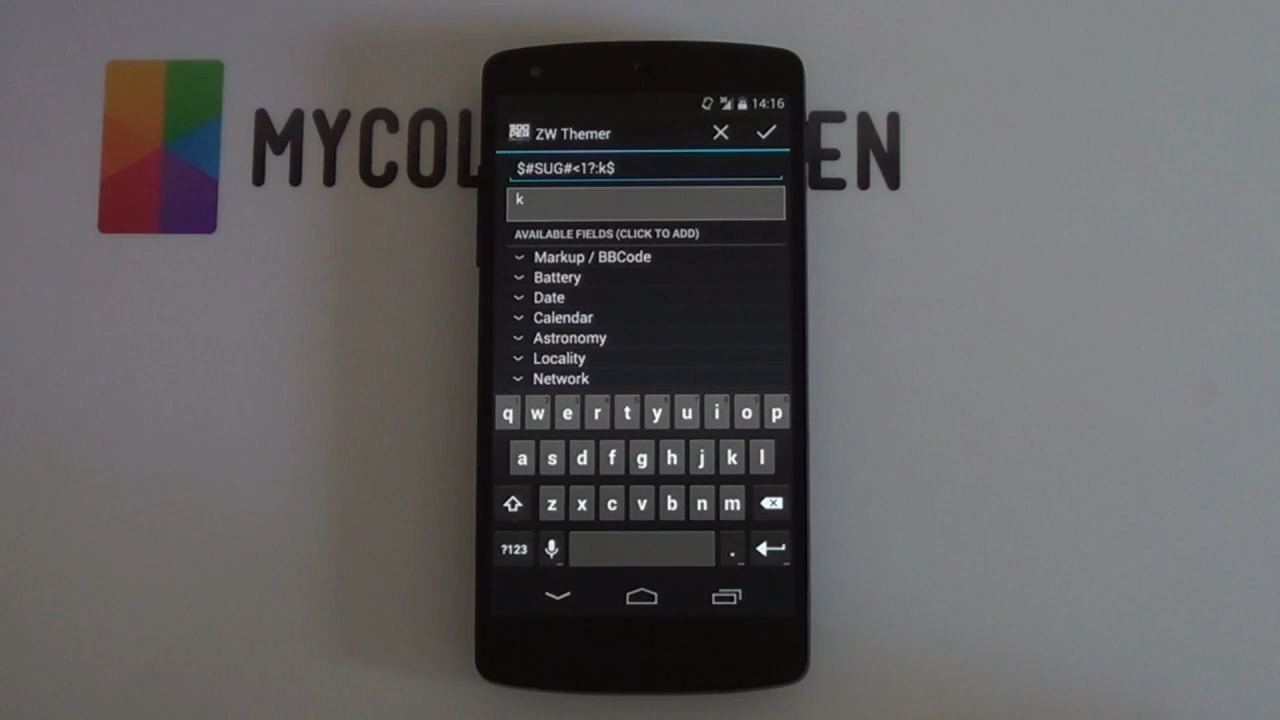 MYCOL EN
14:16
ZW Themer
$#SUG#<1?:k$
k
AVAILABLE FIELDS (CLICK TO ADD)
Markup / BBCode
Battery
Date
Calendar
Astronomy
Locality
Network
q w e r t y u i o p
a s d f g h j k l
z x c v b n m
?123 .